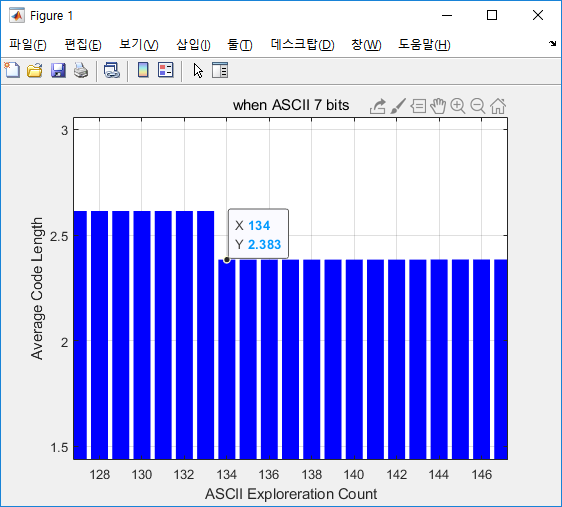 Figure 1
파일(F) 편집(E) 보기(V) 삽입(I) 툴(T) 데스크탑(D) 창(W) 도움말(H)
when ASCII 7 bits
3
2.5
2
1.5
X 134
Y 2.383
Average Code Length
128 130 132 134 136 138 140 142 144 146
ASCII Exploreration Count